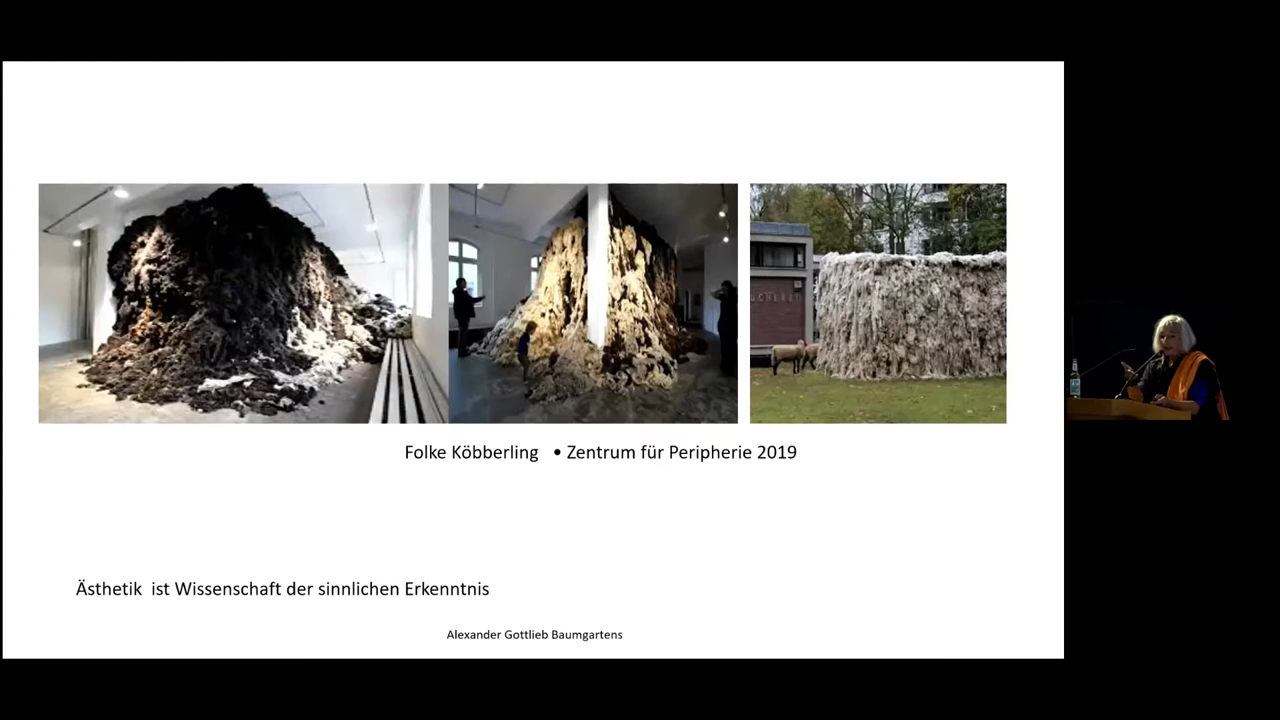 Folke Köbberling • Zentrum für Peripherie 2019
Ästhetik ist Wissenschaft der sinnlichen Erkenntnis
Alexander Gottlieb Baumgartens